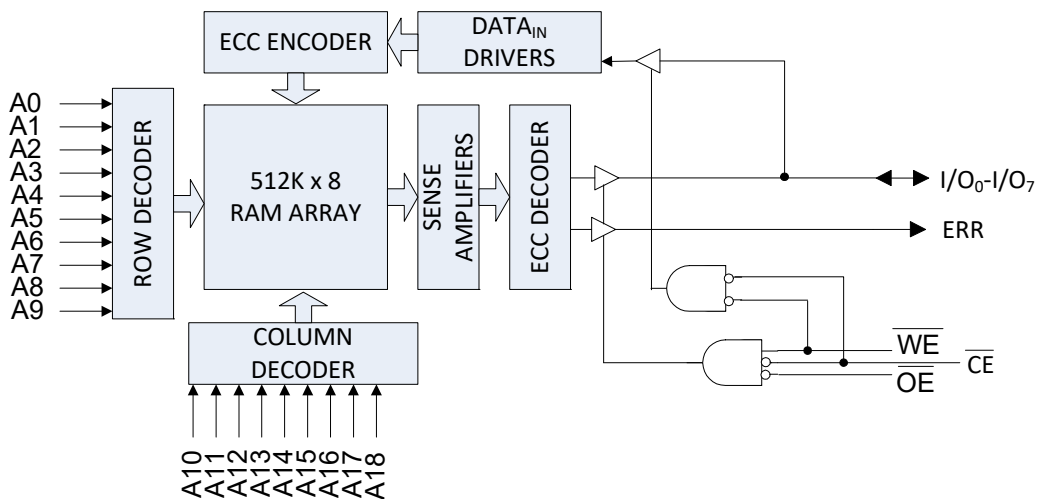 ECC ENCODER
DATAIN
DRIVERS
A0
A1
A2
A3
A4
A5
A6
A7
A8
A9
ROW DECODER
512K x 8
RAM ARRAY
SENSE
AMPLIFIERS
ECC DECODER
I/O0-I/O7
ERR
COLUMN
DECODER
WE
CE
OE
A10
A11
A12
A13
A14
A15
A16
A17
A18